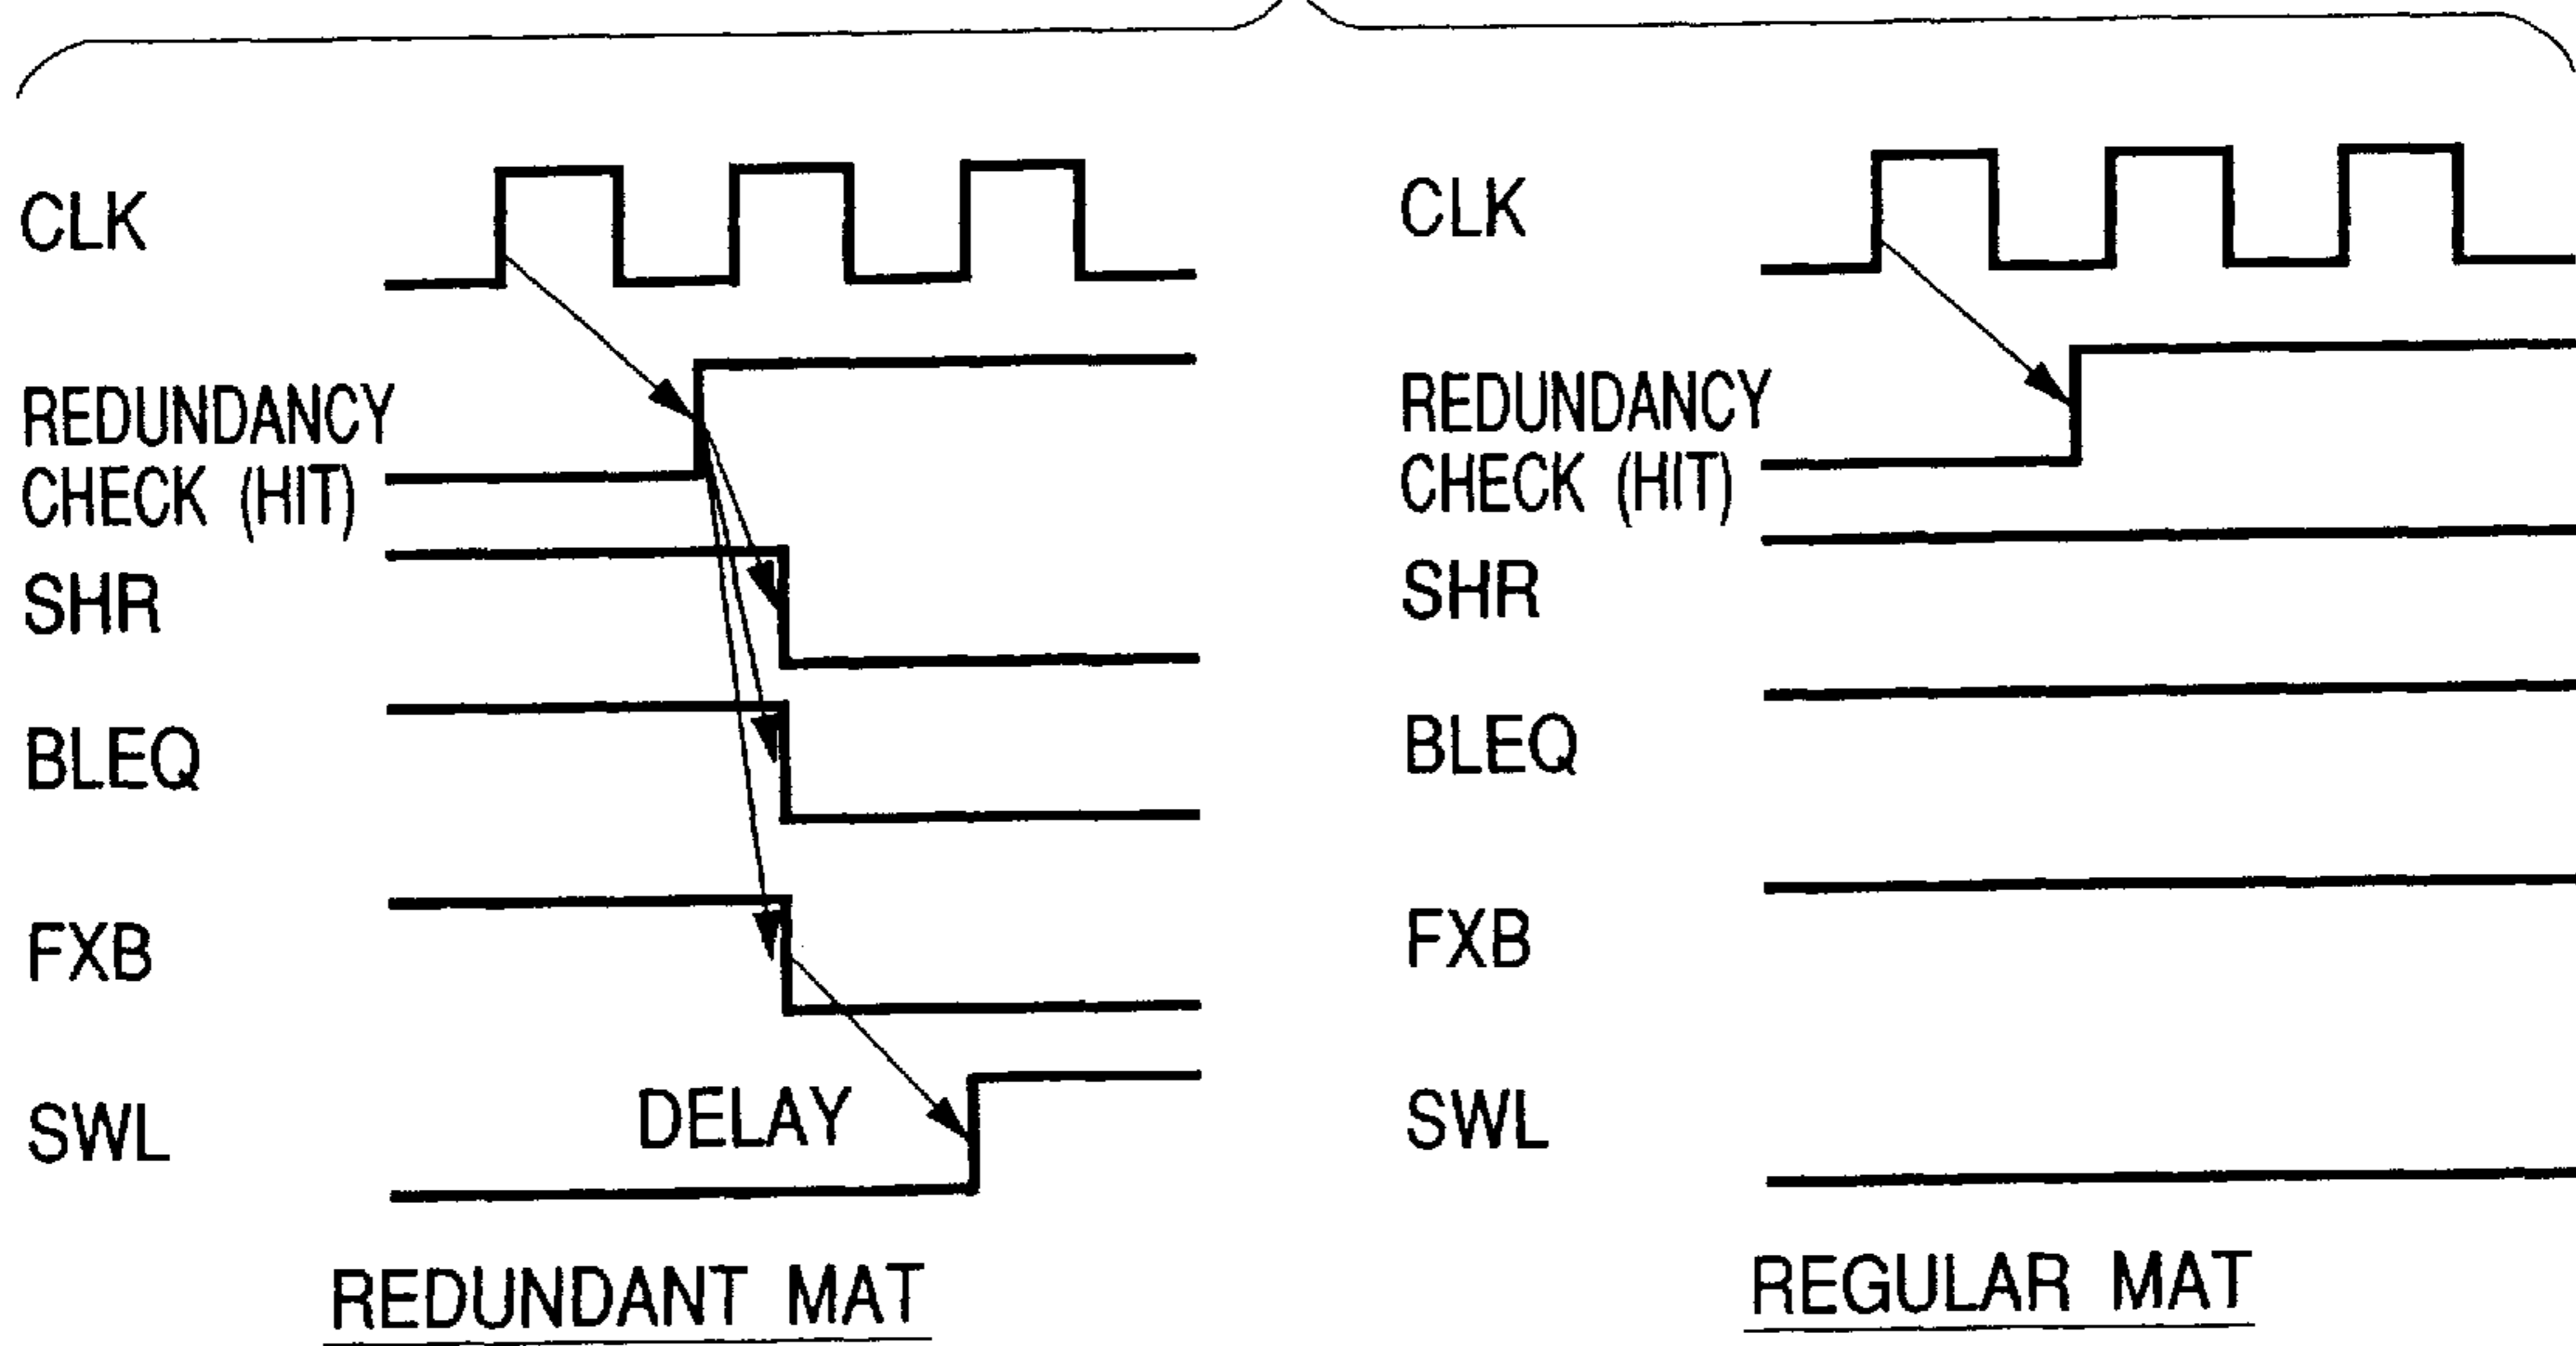 CLK
REDUNDANCY
CHECK (HIT)
SHR
BLEQ
FXB
SWL
DELAY
REDUNDANT MAT
CLK
REDUNDANCY
CHECK (HIT)
SHR
BLEQ
FXB
SWL
REGULAR MAT